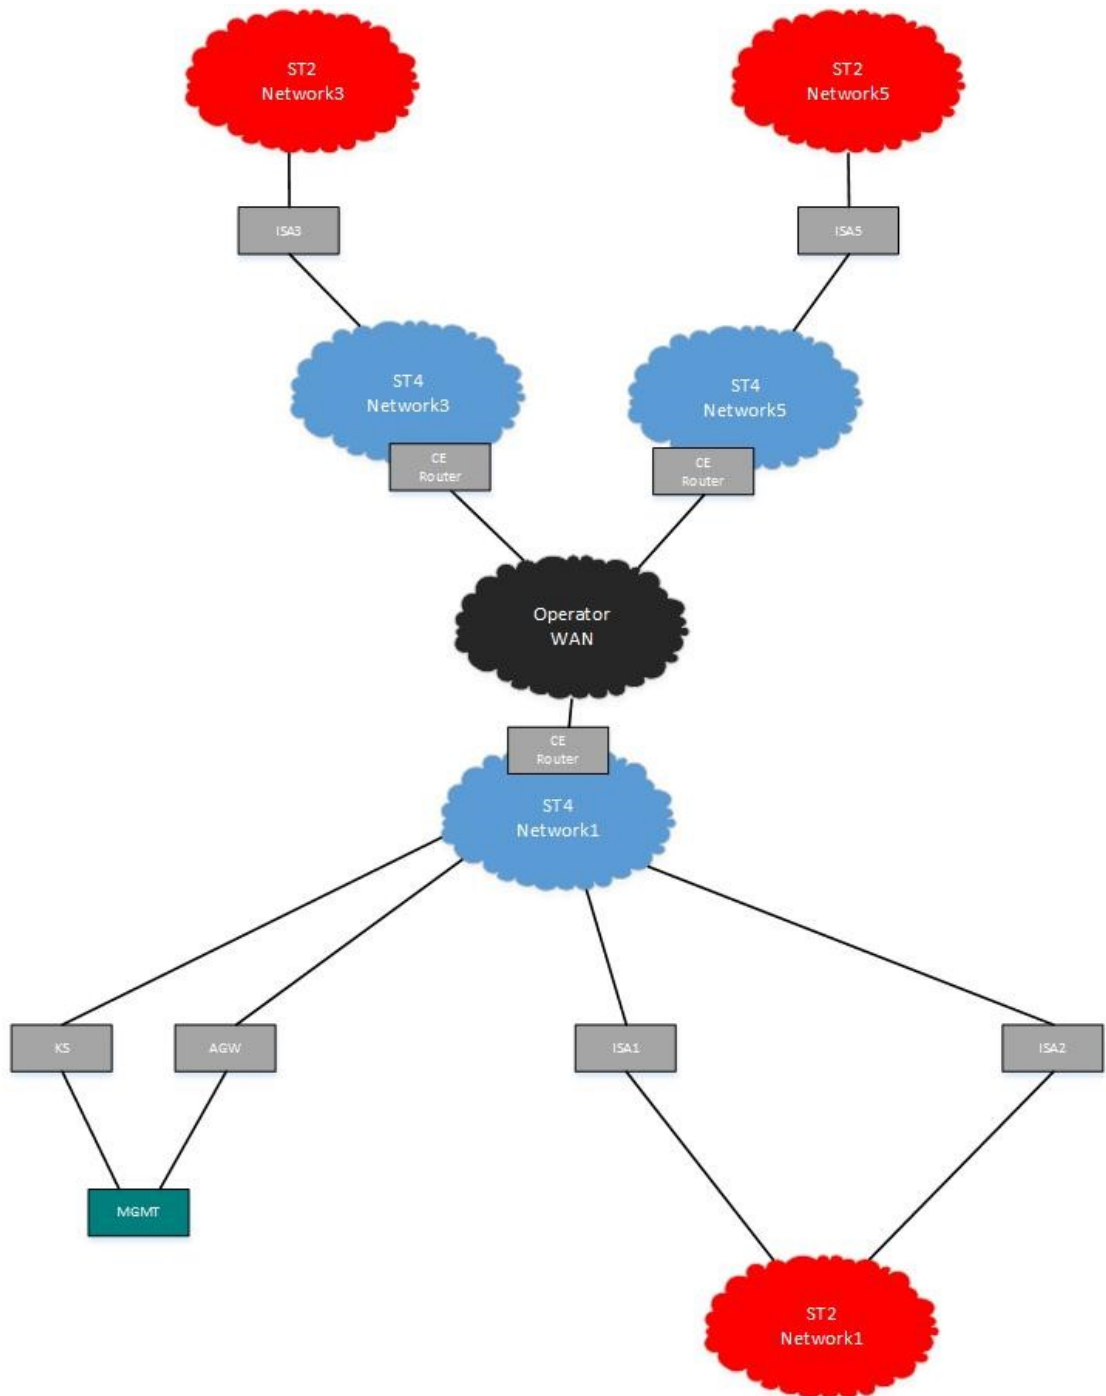 ST2
Network3
ST2
Network5
ISA3
ISA5
ST4
Network3
ST4
Network5
CE
Router
CE
Router
Operator
WAN
CE
Router
ST4
Network1
KS
AGW
ISA1
ISA2
MGMT
ST2
Network1